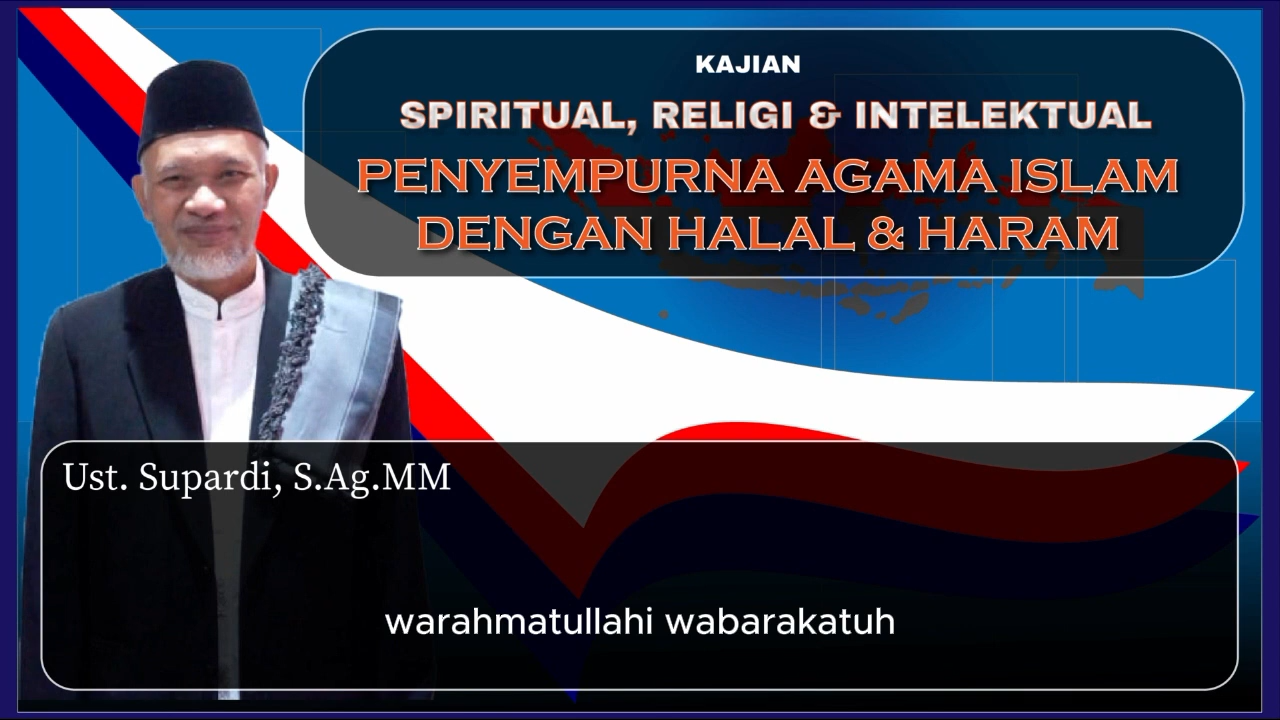 KAJIAN
SPIRITUAL, RELIGI & INTELEKTUAL
PENYEMPURNA AGAMA ISLAM
DENGAN HALAL & HARAM
Ust. Supardi, S.Ag.MM
warahmatullahi wabarakatuh